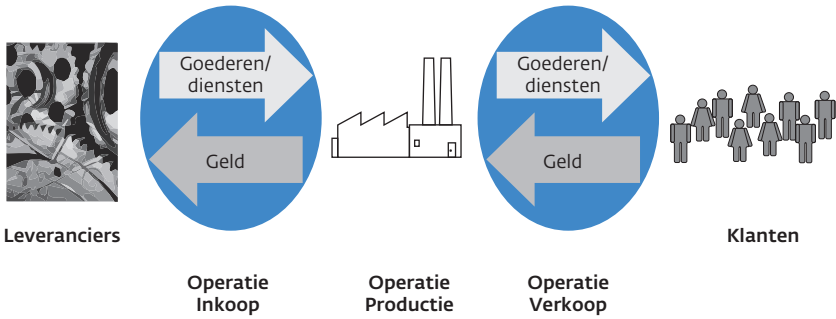 Goederen/
diensten
Geld
Goederen/
diensten
Geld
Leveranciers
Klanten
Operatie
Inkoop
Operatie
Productie
Operatie
Verkoop